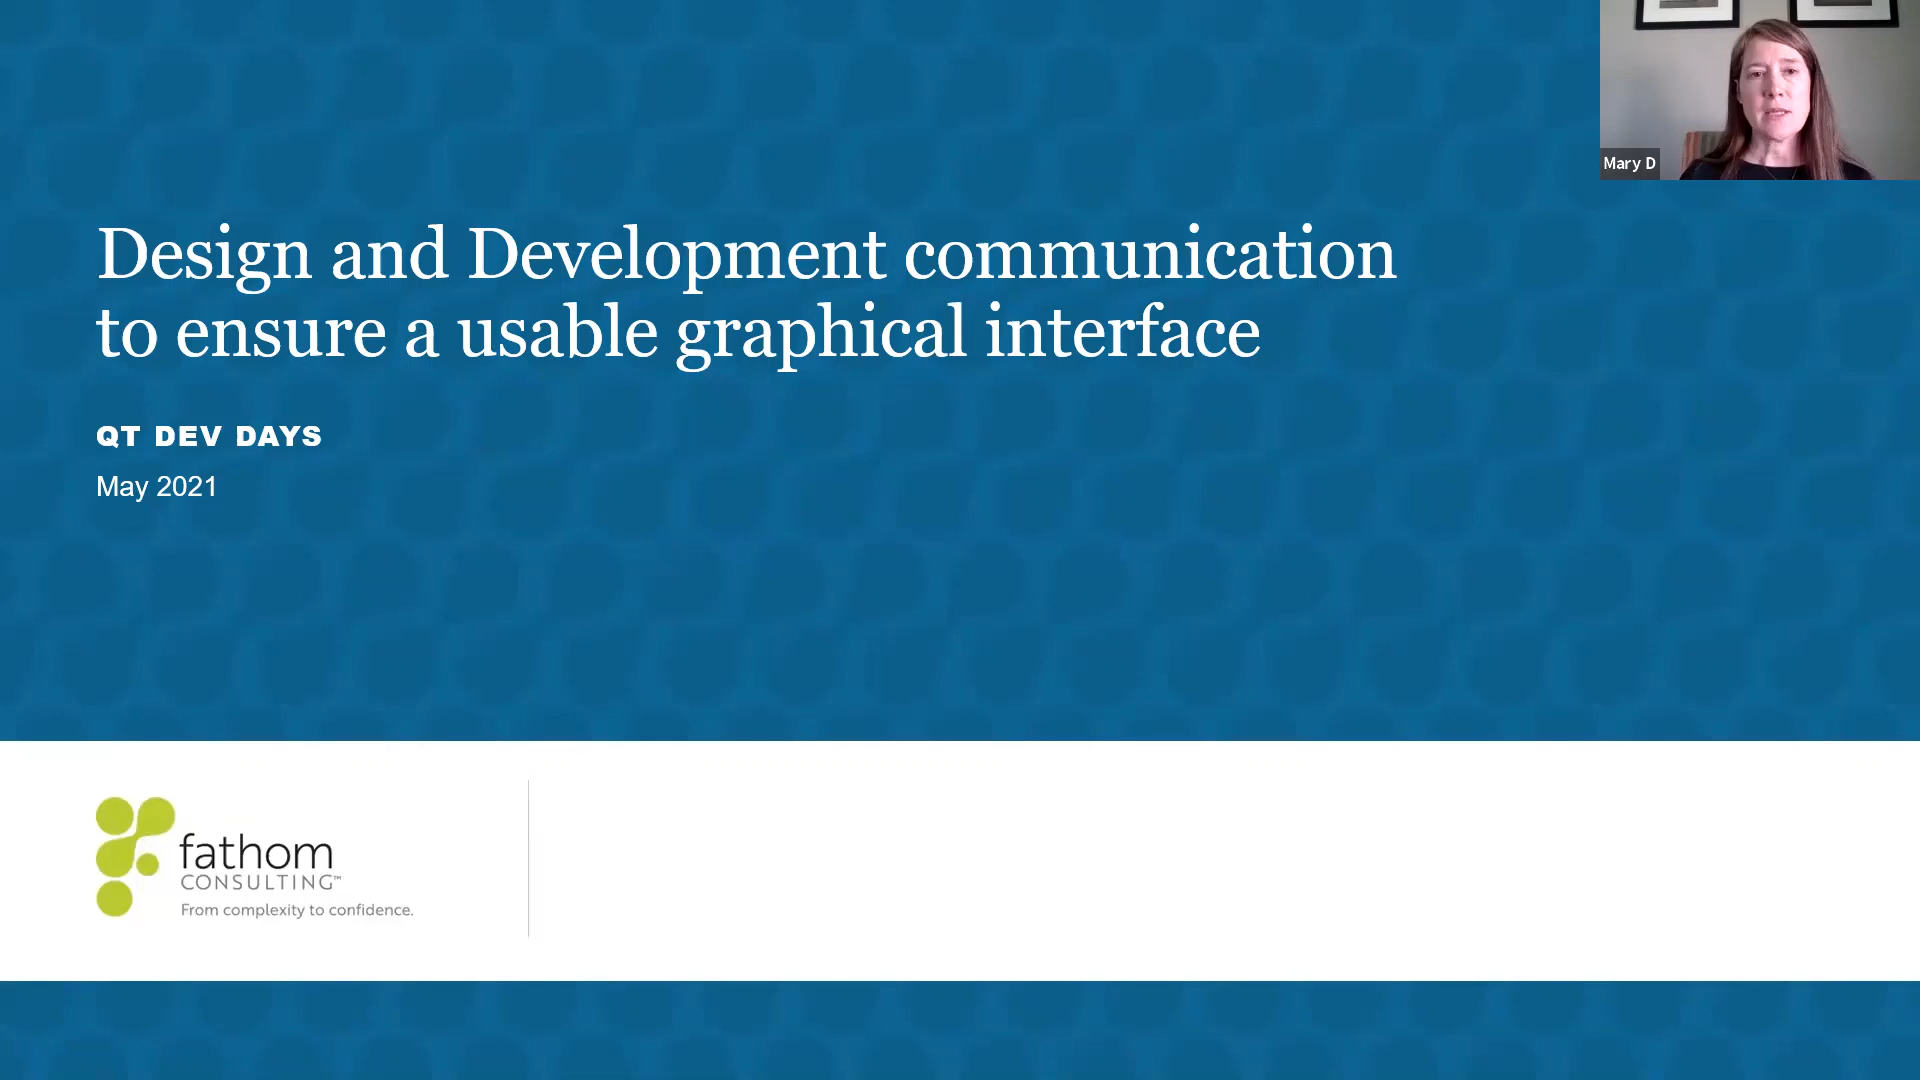 Mary D
Design and Development communication
to ensure a usable graphical interface
QT DEV DAYS
May 2021
fathom
CONSULTING™
From complexity to confidence.